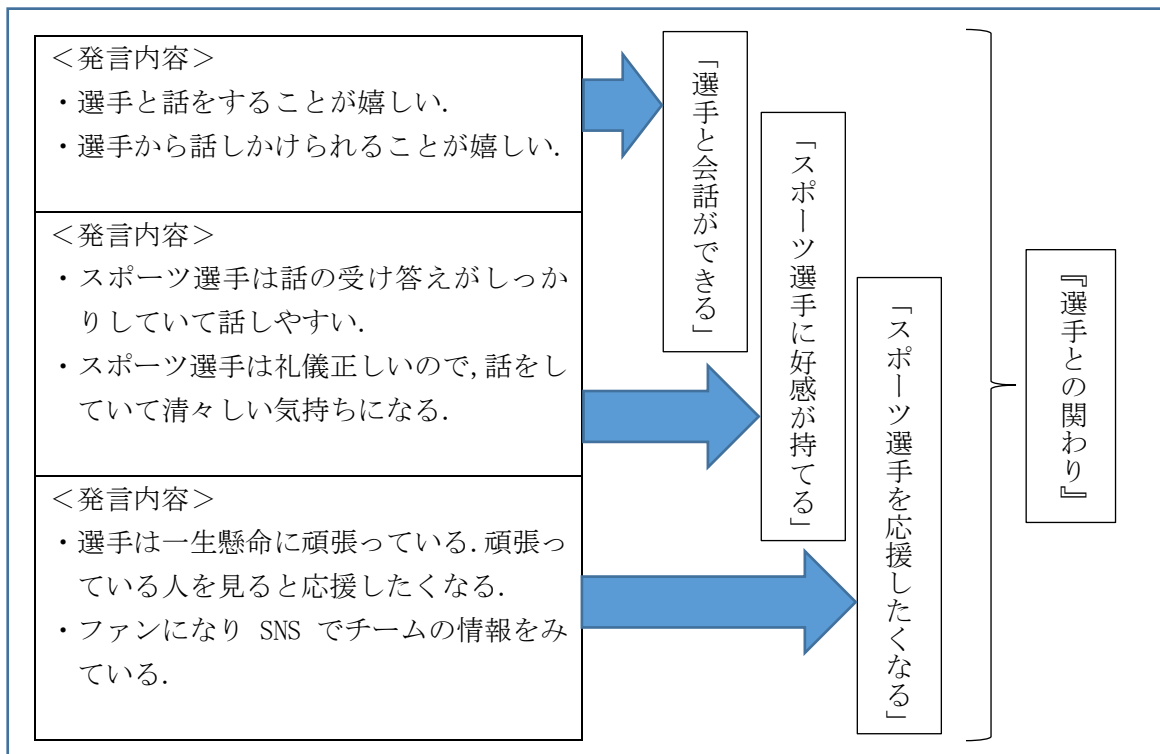 ＜発言内容＞
・選手と話をすることが嬉しい.
・選手から話しかけられることが嬉しい.
＜発言内容＞
・スポーツ選手は話の受け答えがしっか
りしていて話しやすい.
・スポーツ選手は礼儀正しいので,話をし
ていて清々しい気持ちになる.
＜発言内容＞
・選手は一生懸命に頑張っている.頑張っ
ている人を見ると応援したくなる.
・ファンになり SNS でチームの情報をみ
ている.
「選手と会話ができる」
「スポーツ選手に好感が持てる」
「スポーツ選手を応援したくなる」
『選手との関わり』